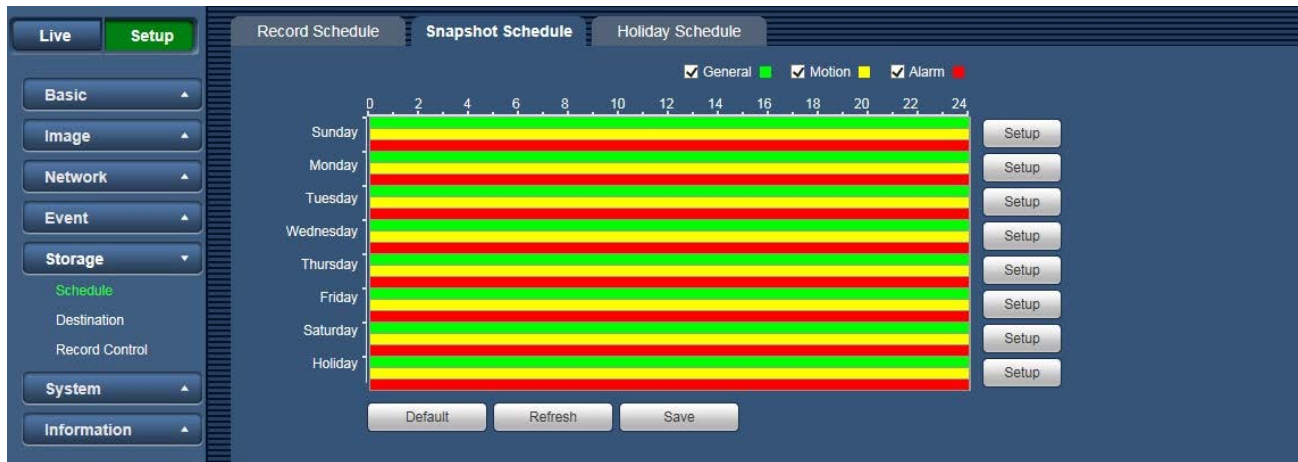 Live Setup
Record Schedule Snapshot Schedule Holiday Schedule
General Motion Alarm
Basic
Image
Network
Event
Storage
Schedule
Destination
Record Control
System
Information
0 2 4 6 8 10 12 14 16 18 20 22 24
Sunday Setup
Monday Setup
Tuesday Setup
Wednesday Setup
Thursday Setup
Friday Setup
Saturday Setup
Holiday Setup
Default Refresh Save